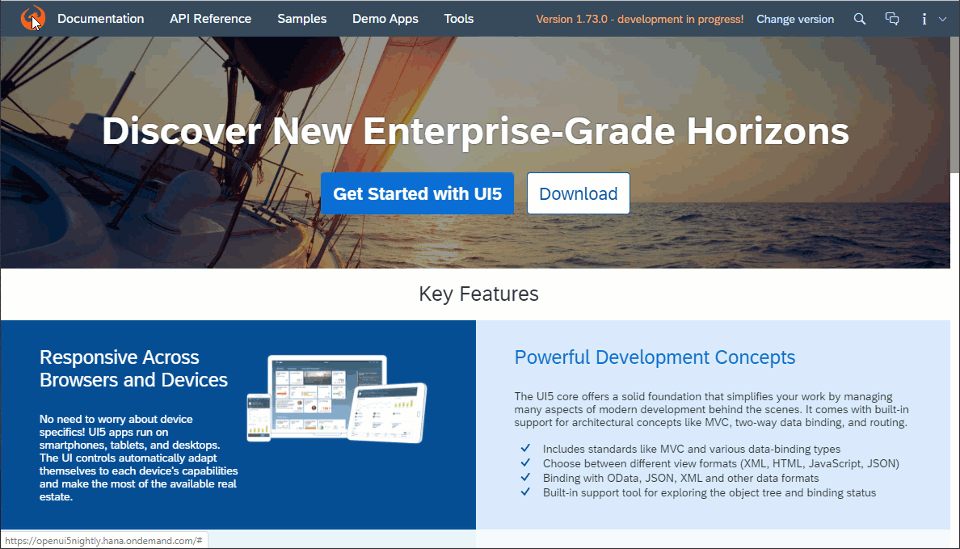 Documentation API Reference Samples Demo Apps Tools Version 1.73.0 - development in progress! Change version
Discover New Enterprise-Grade Horizons
Get Started with UI5 Download
Key Features
Responsive Across
Browsers and Devices
No need to worry about device
specifics! UI5 apps run on
smartphones, tablets, and desktops.
The UI controls automatically adapt
themselves to each device's capabilities
and make the most of the available real
estate.
Powerful Development Concepts
The UI5 core offers a solid foundation that simplifies your work by managing
many aspects of modern development behind the scenes. It comes with built-in
support for architectural concepts like MVC, two-way data binding, and routing.
Includes standards like MVC and various data-binding types
Choose between different view formats (XML, HTML, JavaScript, JSON)
Binding with OData, JSON, XML and other data formats
Built-in support tool for exploring the object tree and binding status
https://openui5nightly.hana.ondemand.com/#